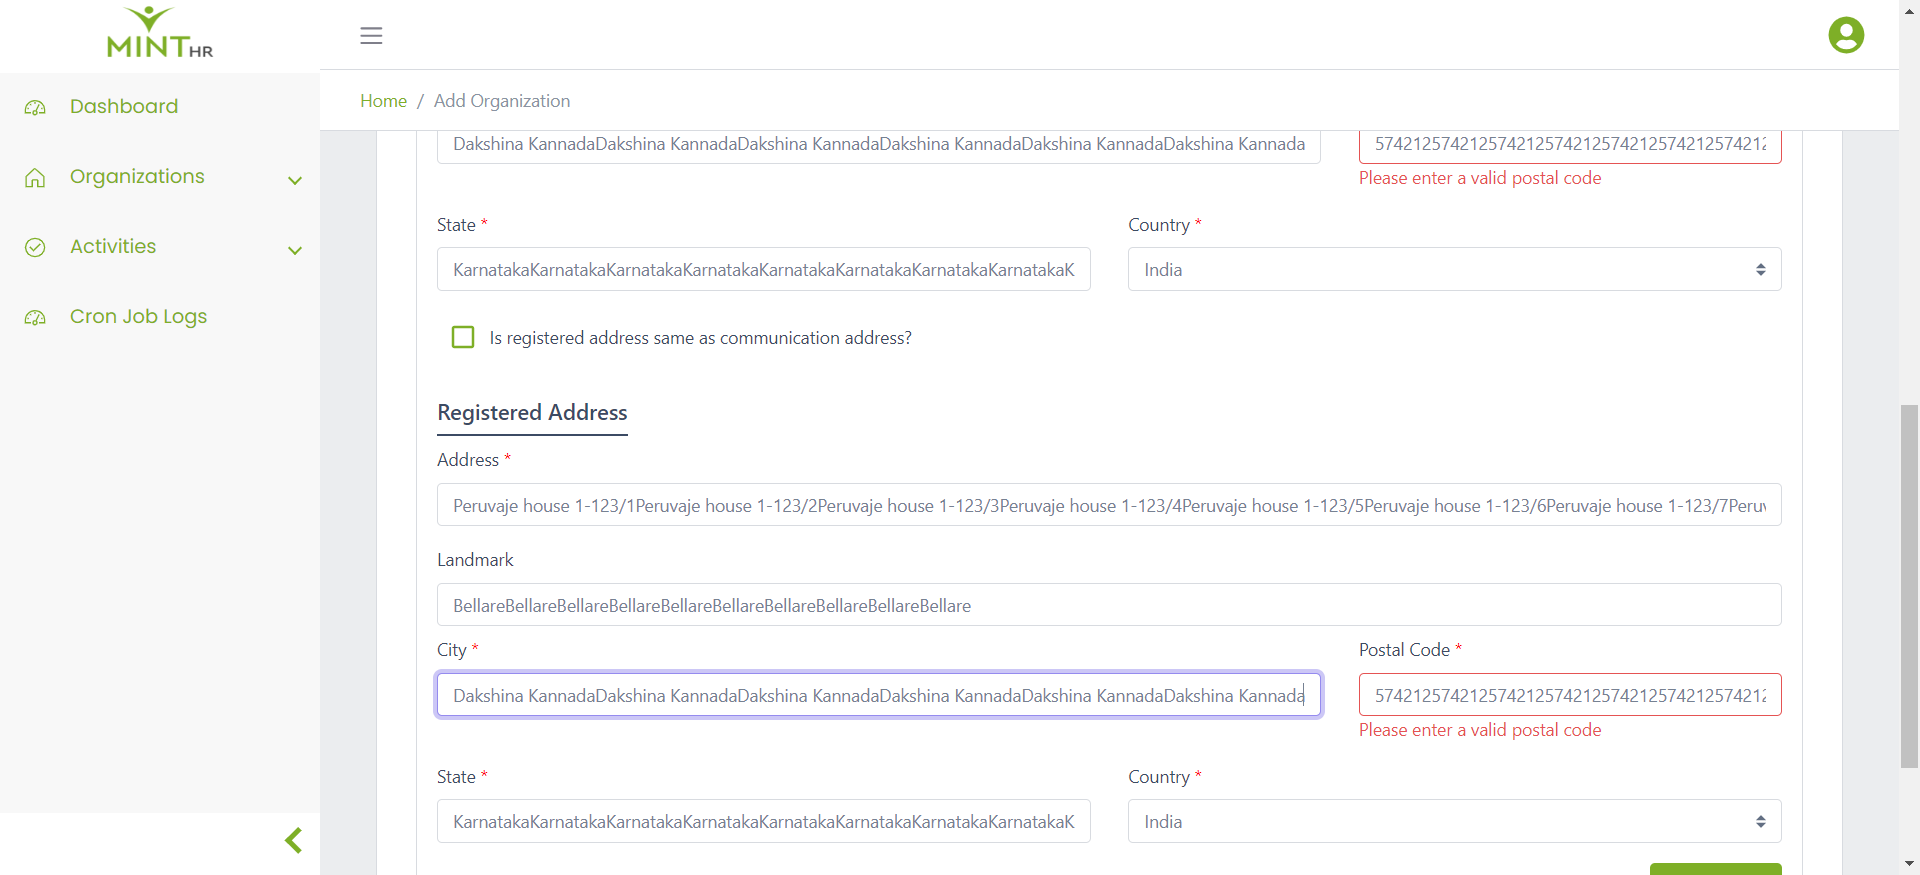 MINT HR
Home / Add Organization
Dashboard
Organizations
Activities
Cron Job Logs
Dakshina KannadaDakshina KannadaDakshina KannadaDakshina KannadaDakshina KannadaDakshina Kannada
574212574212574212574212574212574212574212
Please enter a valid postal code
State *
Country *
KarnatakaKarnatakaKarnatakaKarnatakaKarnatakaKarnatakaKarnatakaKarnatakaK
India
Is registered address same as communication address?
Registered Address
Address *
Peruvaje house 1-123/1Peruvaje house 1-123/2Peruvaje house 1-123/3Peruvaje house 1-123/4Peruvaje house 1-123/5Peruvaje house 1-123/6Peruvaje house 1-123/7Peruv
Landmark
BellareBellareBellareBellareBellareBellareBellareBellareBellareBellare
City *
Postal Code *
Dakshina KannadaDakshina KannadaDakshina KannadaDakshina KannadaDakshina KannadaDakshina Kannada
574212574212574212574212574212574212574212
Please enter a valid postal code
State *
Country *
KarnatakaKarnatakaKarnatakaKarnatakaKarnatakaKarnatakaKarnatakaKarnatakaK
India